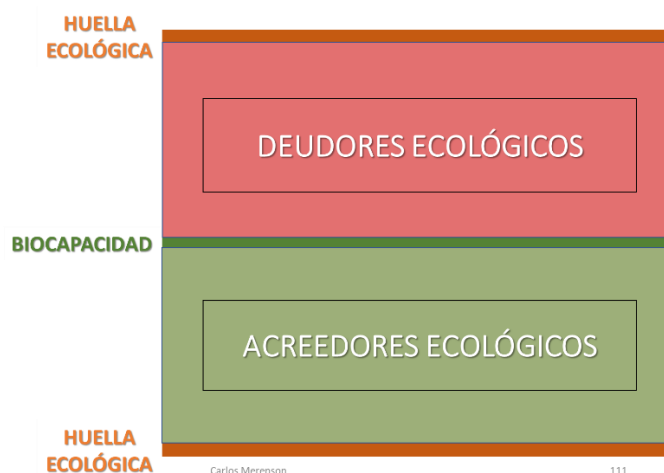 HUELLA
ECOLÓGICA
DEUDORES ECOLÓGICOS
BIOCAPACIDAD
ACREEDORES ECOLÓGICOS
HUELLA
ECOLÓGICA
Carlos Merenson
111